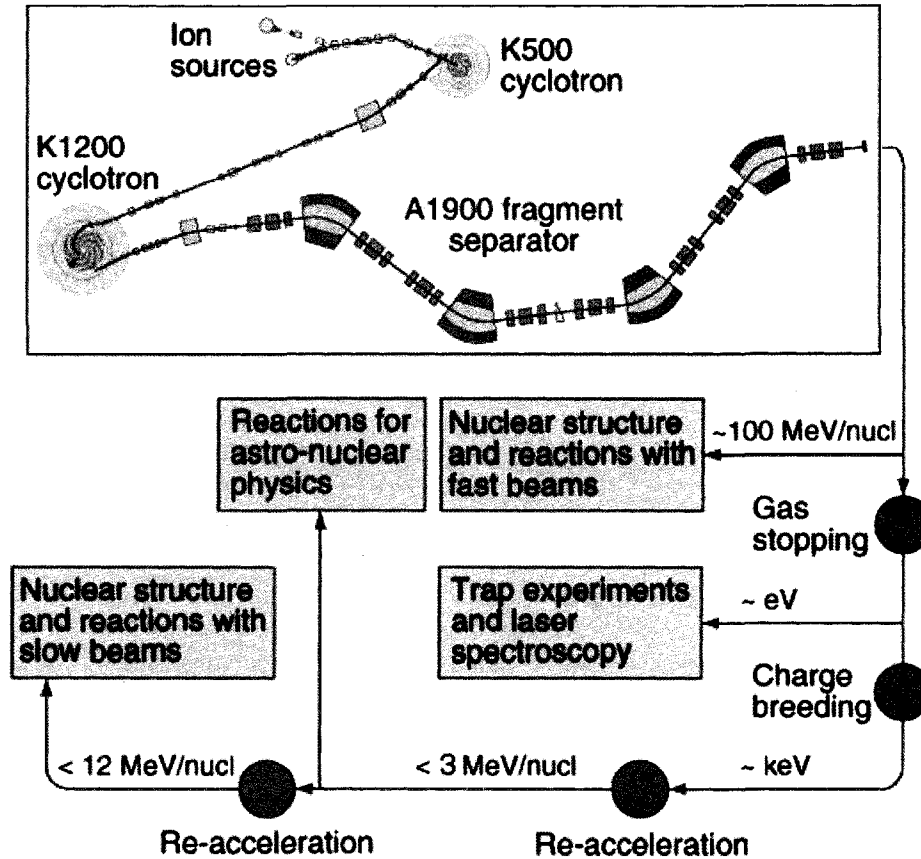 Ion
sources
K500
cyclotron
K1200
cyclotron
A1900 fragment
separator
Reactions for
astro-nuclear
physics
Nuclear structure
and reactions with
fast beams
~100 MeV/nucl
Gas
stopping
Nuclear structure
and reactions with
slow beams
Trap experiments
and laser
spectroscopy
~ eV
Charge
breeding
< 12 MeV/nucl
< 3 MeV/nucl
~ keV
Re-acceleration
Re-acceleration